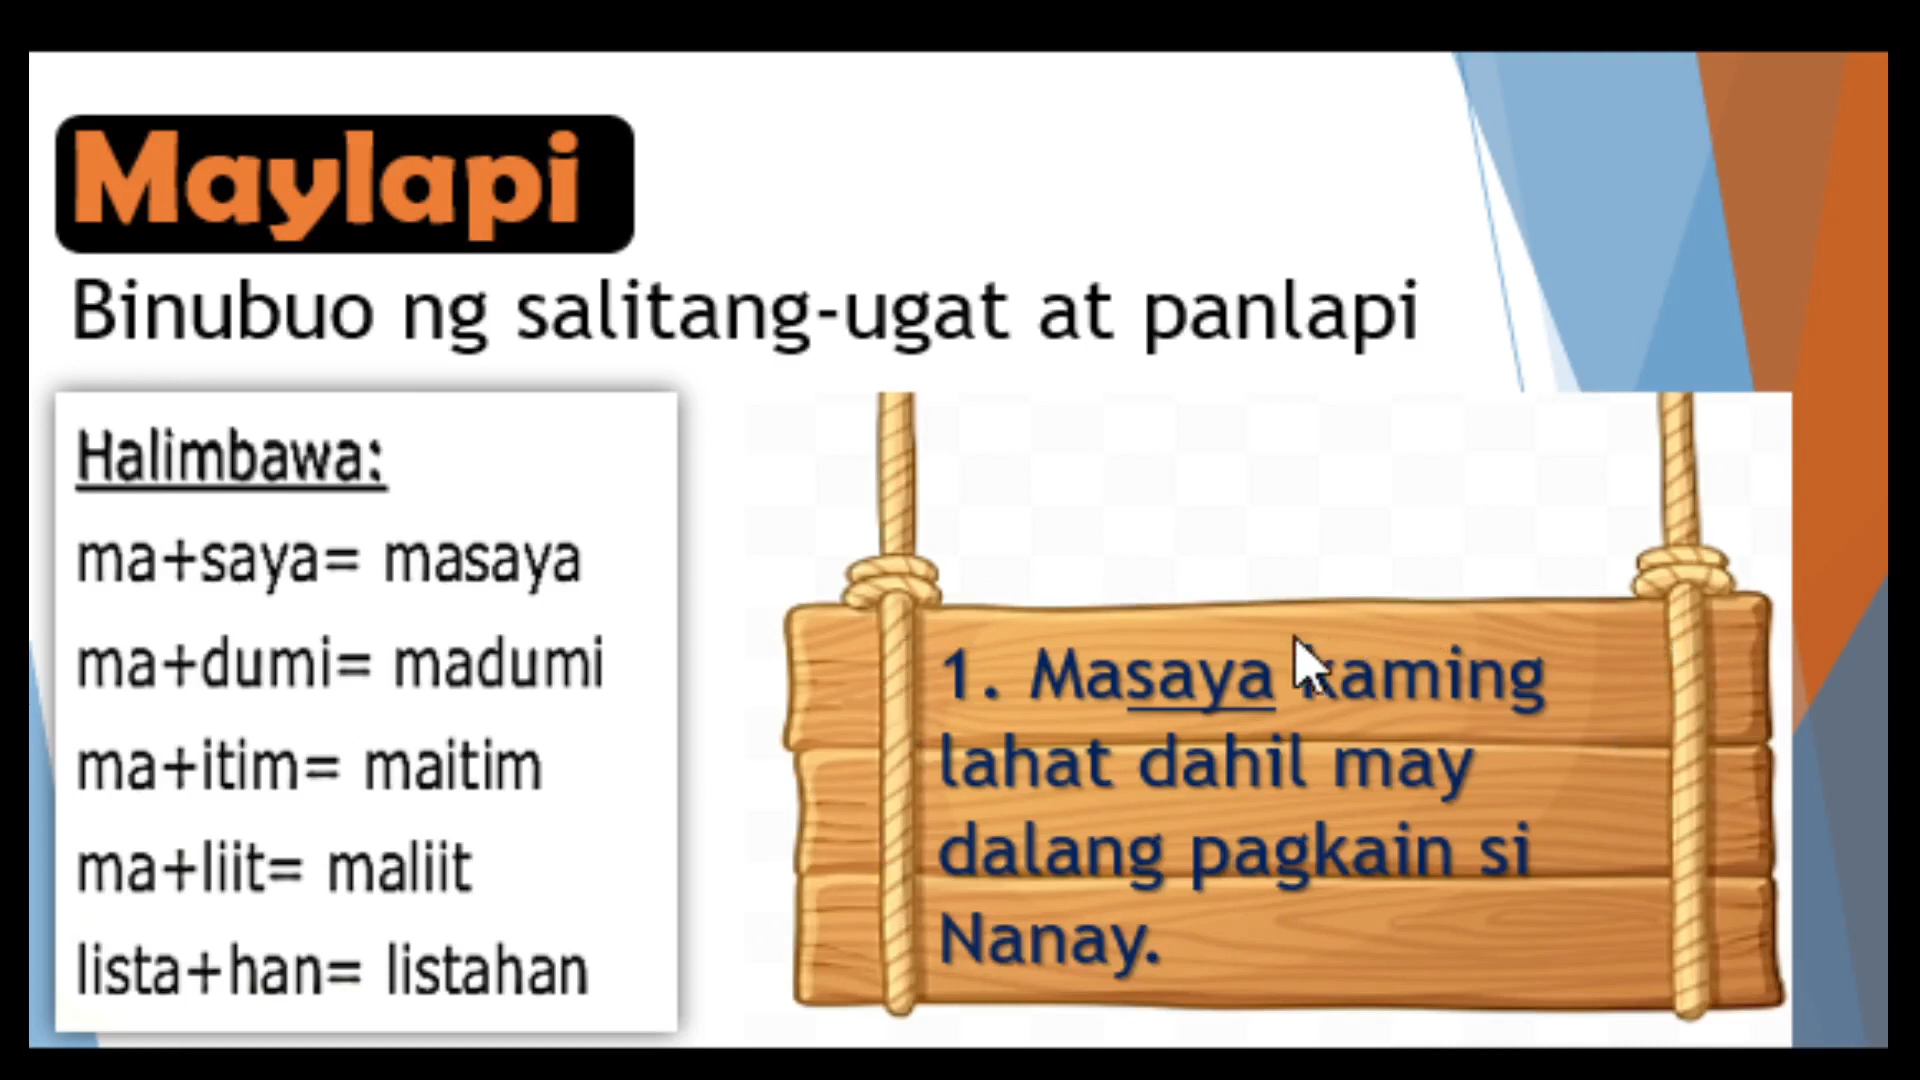 Maylapi
Binubuo ng salitang-ugat at panlapi
Halimbawa:
ma+saya= masaya
ma+dumi= madumi
ma+itim= maitim
ma+liit= maliit
lista+han= listahan
1. Masaya kaming
lahat dahil may
dalang pagkain si
Nanay.